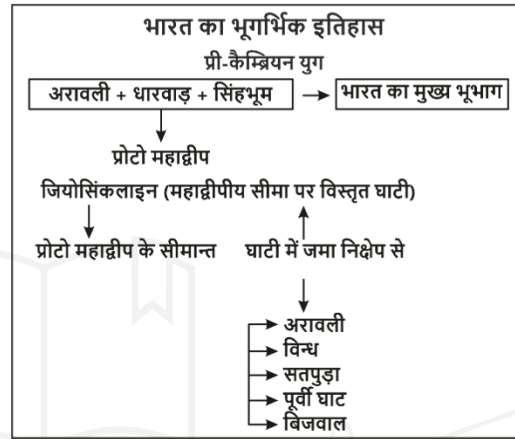 भारत का भूगर्भिक इतिहास
प्री-कैम्ब्रियन युग
अरावली + धारवाड़ + सिंहभूम → भारत का मुख्य भूभाग
प्रोटो महाद्वीप
जियोसिंकलाइन (महाद्वीपीय सीमा पर विस्तृत घाटी)
प्रोटो महाद्वीप के सीमान्त घाटी में जमा निक्षेप से
अरावली
विन्ध
सतपुड़ा
पूर्वी घाट
बिजवाल